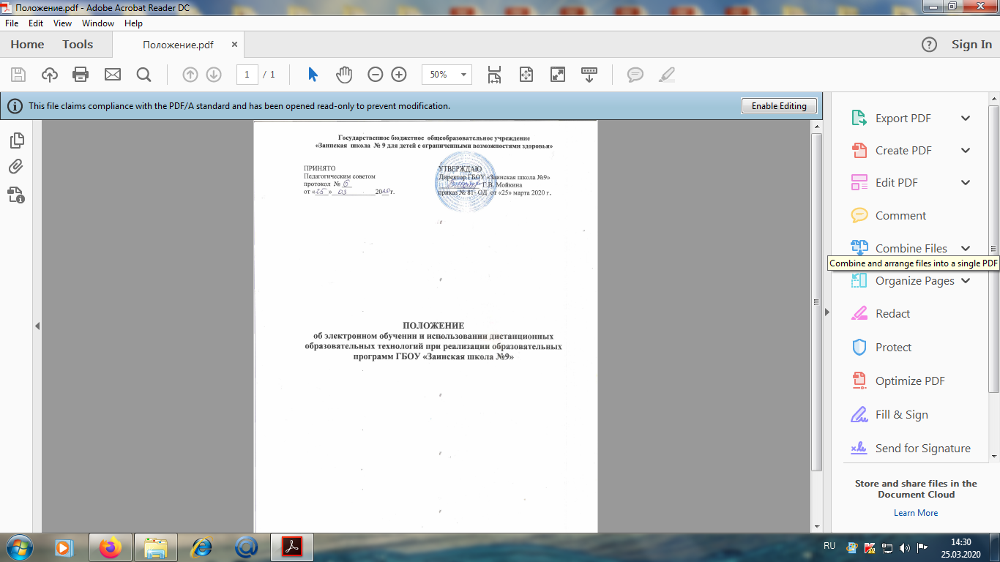 Положение.pdf - Adobe Acrobat Reader DC
File Edit View Window Help
Home Tools Положение.pdf × Sign In
1 / 1 50%
This file claims compliance with the PDF/A standard and has been opened read-only to prevent modification. Enable Editing
Государственное бюджетное общеобразовательное учреждение
«Заинская школа № 9 для детей с ограниченными возможностями здоровья»
ПРИНЯТО
Педагогическим советом
протокол № 6
от «25» 03 2020г.
УТВЕРЖДАЮ
Директор ГБОУ «Заинская школа №9»
Г.В. Мойкина
приказ № 81- ОД от «25» марта 2020 г.
ПОЛОЖЕНИЕ
об электронном обучении и использовании дистанционных
образовательных технологий при реализации образовательных
программ ГБОУ «Заинская школа №9»
Export PDF
Create PDF
Edit PDF
Comment
Combine Files
Combine and arrange files into a single PDF
Organize Pages
Redact
Protect
Optimize PDF
Fill & Sign
Send for Signature
Store and share files in the
Document Cloud
Learn More
RU
14:30
25.03.2020